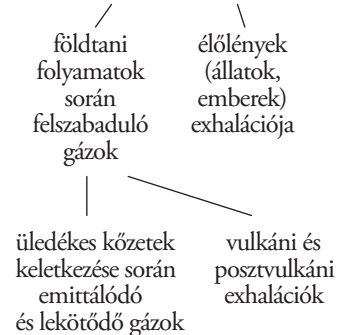 földtani
folyamatok
során
felszabaduló
gázok
élőlények
(állatok,
emberek)
exhalációja
üledékes kőzetek
keletkezése során
emittálódó
és lekötődő gázok
vulkáni és
posztvulkáni
exhalációk